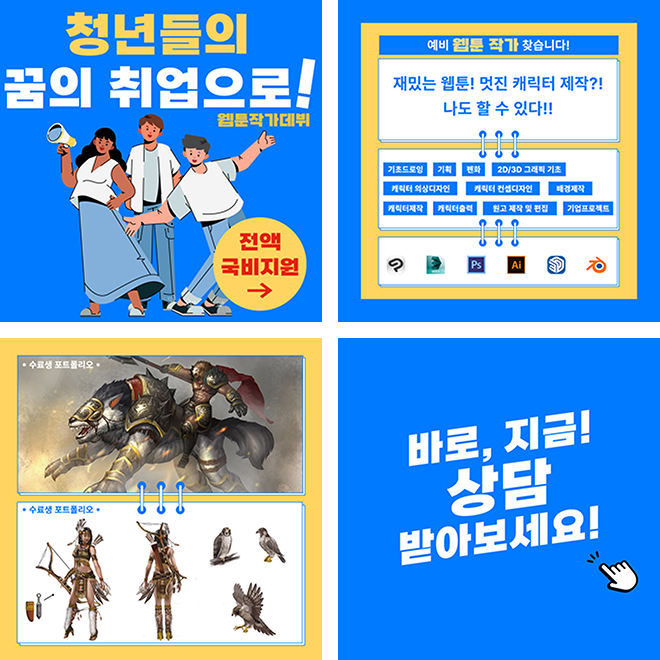 청년들의
꿈의 취업으로!
웹툰작가데뷔
전액
국비지원
예비 웹툰 작가 찾습니다!
재밌는 웹툰! 멋진 캐릭터 제작?!
나도 할 수 있다!!
기초드로잉 기획 펜화 2D/3D 그래픽 기초
캐릭터 의상디자인 캐릭터 컨셉디자인 배경제작
캐릭터제작 캐릭터출력 원고 제작 및 편집 기업프로젝트
Ps Ai
• 수료생 포트폴리오 •
• 수료생 포트폴리오 •
바로, 지금!
상담
받아보세요!